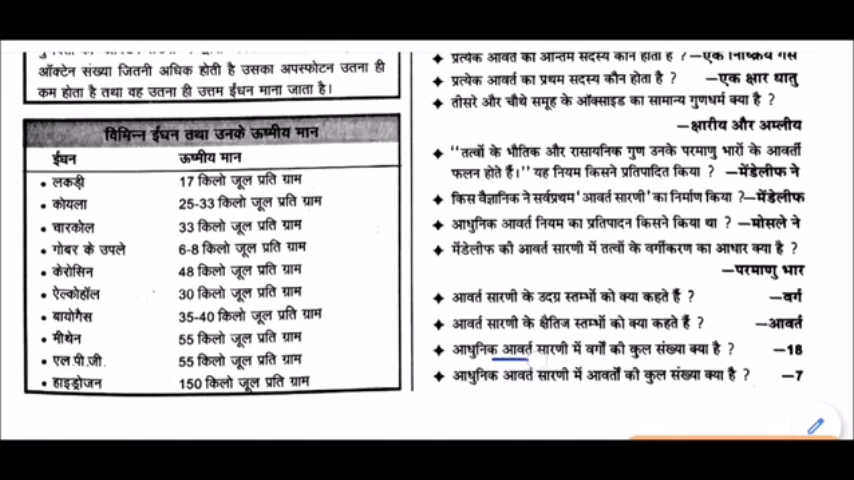 ऑक्टेन संख्या जितनी अधिक होती है उसका अपस्फोटन उतना ही
कम होता है तथा वह उतना ही उत्तम ईंधन माना जाता है।
विभिन्न ईंधन तथा उनके ऊष्मीय मान
ईंधन ऊष्मीय मान
• लकड़ी 17 किलो जूल प्रति ग्राम
• कोयला 25-33 किलो जूल प्रति ग्राम
• चारकोल 33 किलो जूल प्रति ग्राम
• गोबर के उपले 6-8 किलो जूल प्रति ग्राम
• केरोसिन 48 किलो जूल प्रति ग्राम
• ऐल्कोहॉल 30 किलो जूल प्रति ग्राम
• बायोगैस 35-40 किलो जूल प्रति ग्राम
• मीथेन 55 किलो जूल प्रति ग्राम
• एल.पी.जी. 55 किलो जूल प्रति ग्राम
• हाइड्रोजन 150 किलो जूल प्रति ग्राम
✦ प्रत्येक आवर्त का अन्तिम सदस्य कौन होता है ? –एक निष्क्रिय गैस
✦ प्रत्येक आवर्त का प्रथम सदस्य कौन होता है ? –एक क्षार धातु
✦ तीसरे और चौथे समूह के ऑक्साइड का सामान्य गुणधर्म क्या है ?
–क्षारीय और अम्लीय
✦ "तत्वों के भौतिक और रासायनिक गुण उनके परमाणु भारों के आवर्ती
फलन होते हैं।" यह नियम किसने प्रतिपादित किया ? –मेंडेलीफ ने
✦ किस वैज्ञानिक ने सर्वप्रथम 'आवर्त सारणी' का निर्माण किया ?–मेंडेलीफ
✦ आधुनिक आवर्त नियम का प्रतिपादन किसने किया था ? –मोसले ने
✦ मेंडेलीफ की आवर्त सारणी में तत्वों के वर्गीकरण का आधार क्या है ?
–परमाणु भार
✦ आवर्त सारणी के उदग्र स्तम्भों को क्या कहते हैं ? –वर्ग
✦ आवर्त सारणी के क्षैतिज स्तम्भों को क्या कहते हैं ? –आवर्त
✦ आधुनिक आवर्त सारणी में वर्गों की कुल संख्या क्या है ? –18
✦ आधुनिक आवर्त सारणी में आवर्तों की कुल संख्या क्या है ? –7